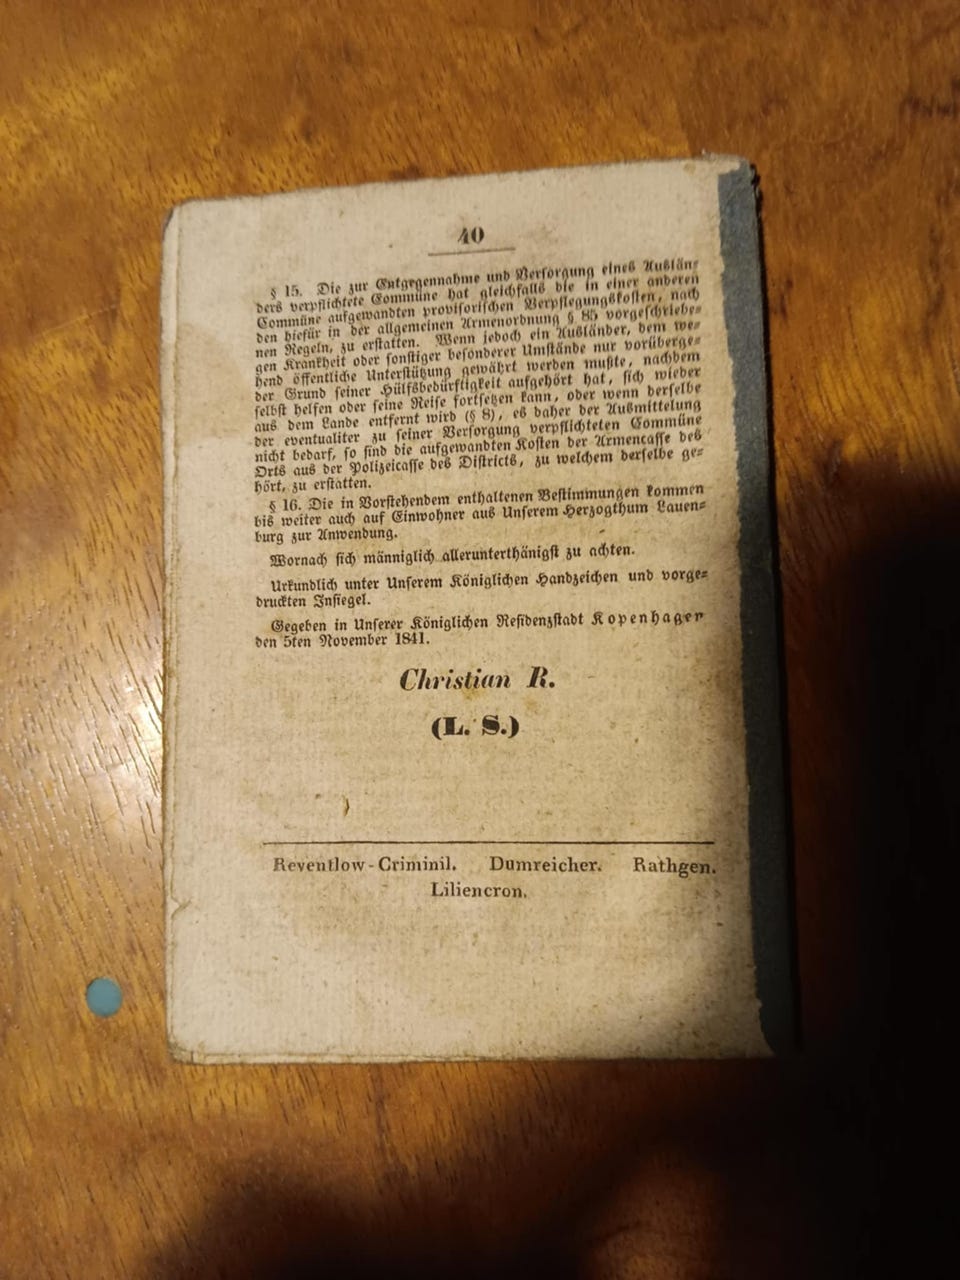 40
§ 15. Die zur Entgegennahme und Versorgung eines Auslän-
ders verpflichtete Commüne hat gleichfalls die in einer anderen
Commüne aufgewandten provisorischen Verpflegungskosten, nach
den hiefür in der allgemeinen Armenordnung § 85 vorgeschriebe-
nen Regeln, zu erstatten. Wenn jedoch ein Ausländer, dem we-
gen Krankheit oder sonstiger besonderer Umstände nur vorüberge-
hend öffentliche Unterstützung gewährt werden mußte, nachdem
der Grund seiner Hülfsbedürftigkeit aufgehört hat, sich wieder
selbst helfen oder seine Reise fortsetzen kann, oder wenn derselbe
aus dem Lande entfernt wird (§ 8), es daher der Ausmittelung
der eventualiter zu seiner Versorgung verpflichteten Commüne
nicht bedarf, so sind die aufgewandten Kosten der Armencasse des
Orts aus der Polizeicasse des Districts, zu welchem derselbe ge-
hört, zu erstatten.
§ 16. Die in Vorstehendem enthaltenen Bestimmungen kommen
bis weiter auch auf Einwohner aus Unserem Herzogthum Lauen-
burg zur Anwendung.
Wornach sich männiglich allerunterthänigst zu achten.
Urkundlich unter Unserem Königlichen Handzeichen und vorge-
druckten Insiegel.
Gegeben in Unserer Königlichen Residenzstadt Kopenhagen
den 5ten November 1841.
Christian R.
(L. S.)
Reventlow-Criminil. Dumreicher. Rathgen.
Liliencron.